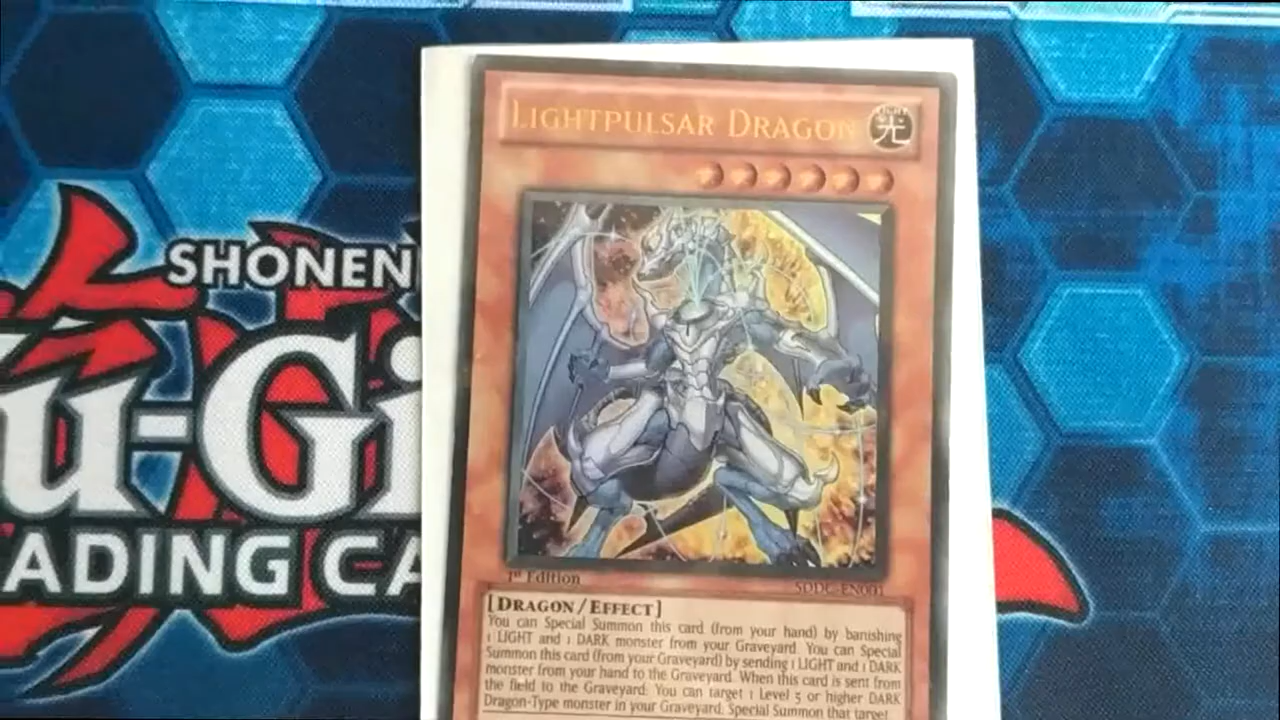 LIGHTPULSAR DRAGON
LIGHT
光
SHONEN
u-Gi
ADING CA
1st Edition
SDDC-EN001
[DRAGON/EFFECT]
You can Special Summon this card (from your hand) by banishing
1 LIGHT and 1 DARK monster from your Graveyard. You can Special
Summon this card (from your Graveyard) by sending 1 LIGHT and 1 DARK
monster from your hand to the Graveyard. When this card is sent from
the field to the Graveyard: You can target 1 Level 5 or higher DARK
Dragon-Type monster in your Graveyard; Special Summon that target.